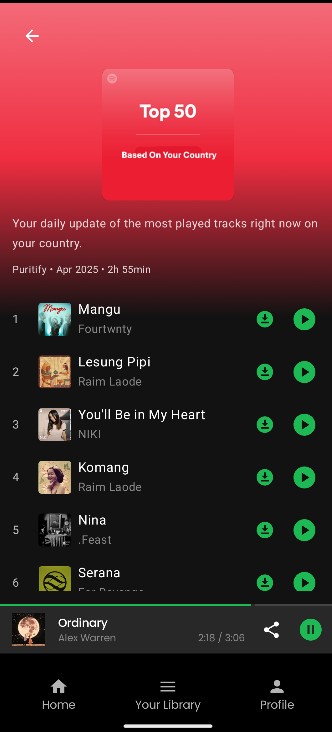 Top 50
Based On Your Country
Your daily update of the most played tracks right now on
your country.
Puritify • Apr 2025 • 2h 55min
1
Mangu
Fourtwnty
2
Lesung Pipi
Raim Laode
3
You'll Be in My Heart
NIKI
4
Komang
Raim Laode
5
Nina
.Feast
6
Serana
For Revenge
Ordinary
Alex Warren
2:18 / 3:06
Home
Your Library
Profile